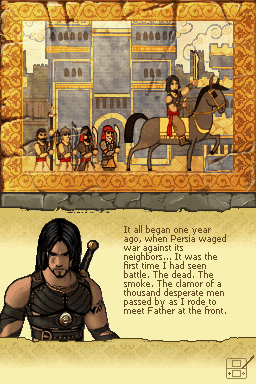 It all began one year
ago, when Persia waged
war against its
neighbors... It was the
first time I had seen
battle. The dead. The
smoke. The clamor of a
thousand desperate men
passed by as I rode to
meet Father at the front.